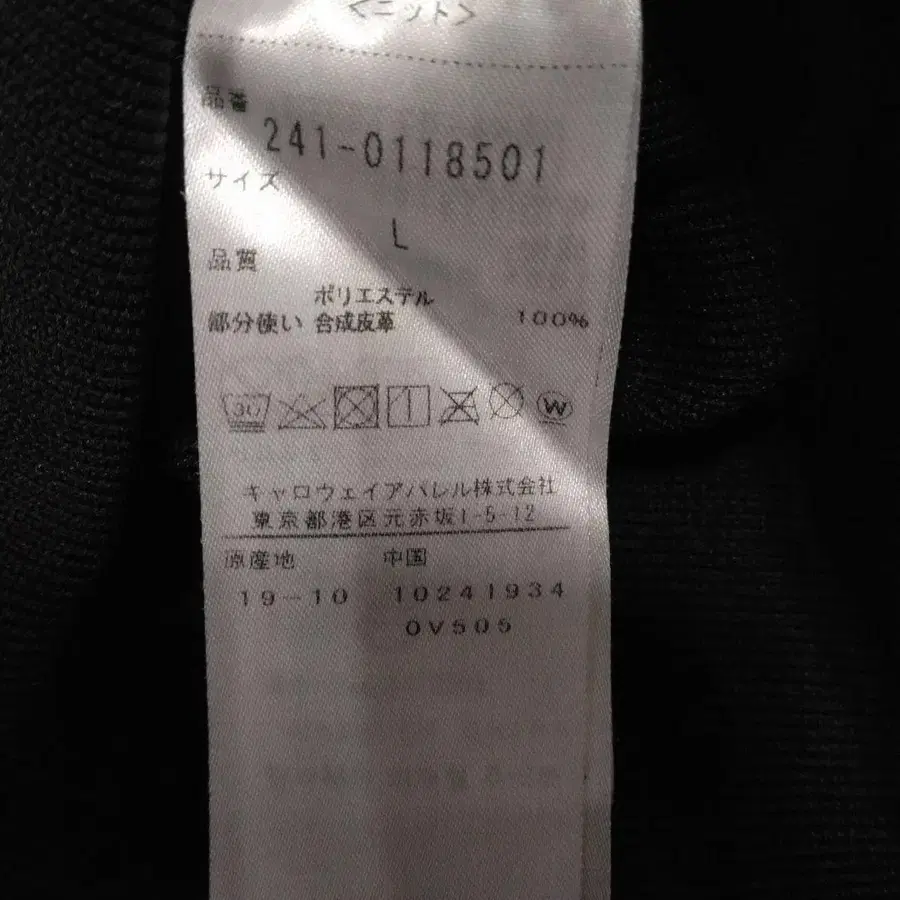 <ニット>
品番
241-0118501
サイズ
L
品質
ポリエステル
部分使い 合成皮革 100%
30 W
キャロウェイアパレル株式会社
東京都港区元赤坂1-5-12
原産地 中国
19-10 10241934
0V505